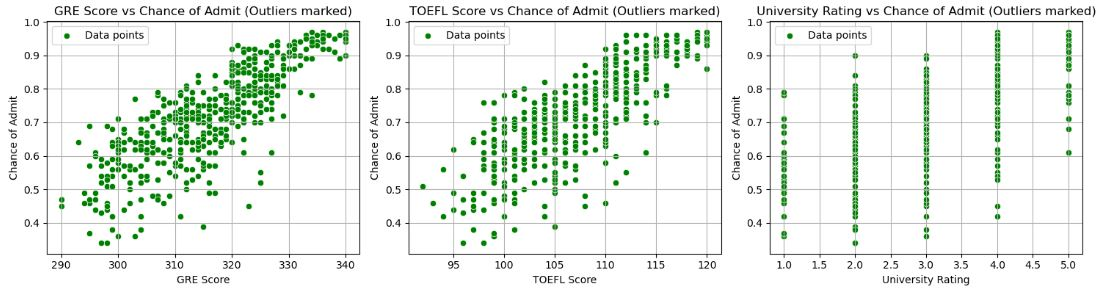 GRE Score vs Chance of Admit (Outliers marked)
Data points
Chance of Admit
1.0
0.9
0.8
0.7
0.6
0.5
0.4
290 300 310 320 330 340
GRE Score
TOEFL Score vs Chance of Admit (Outliers marked)
Data points
Chance of Admit
1.0
0.9
0.8
0.7
0.6
0.5
0.4
95 100 105 110 115 120
TOEFL Score
University Rating vs Chance of Admit (Outliers marked)
Data points
Chance of Admit
1.0
0.9
0.8
0.7
0.6
0.5
0.4
1.0 1.5 2.0 2.5 3.0 3.5 4.0 4.5 5.0
University Rating